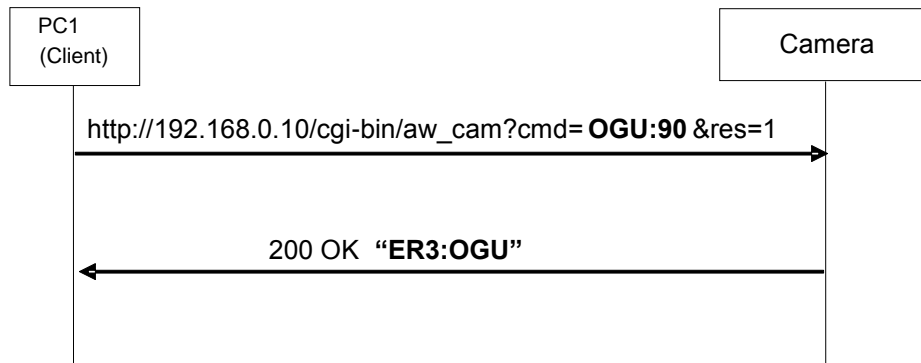 PC1
(Client)
Camera
http://192.168.0.10/cgi-bin/aw_cam?cmd= OGU:90 &res=1
200 OK “ER3:OGU”